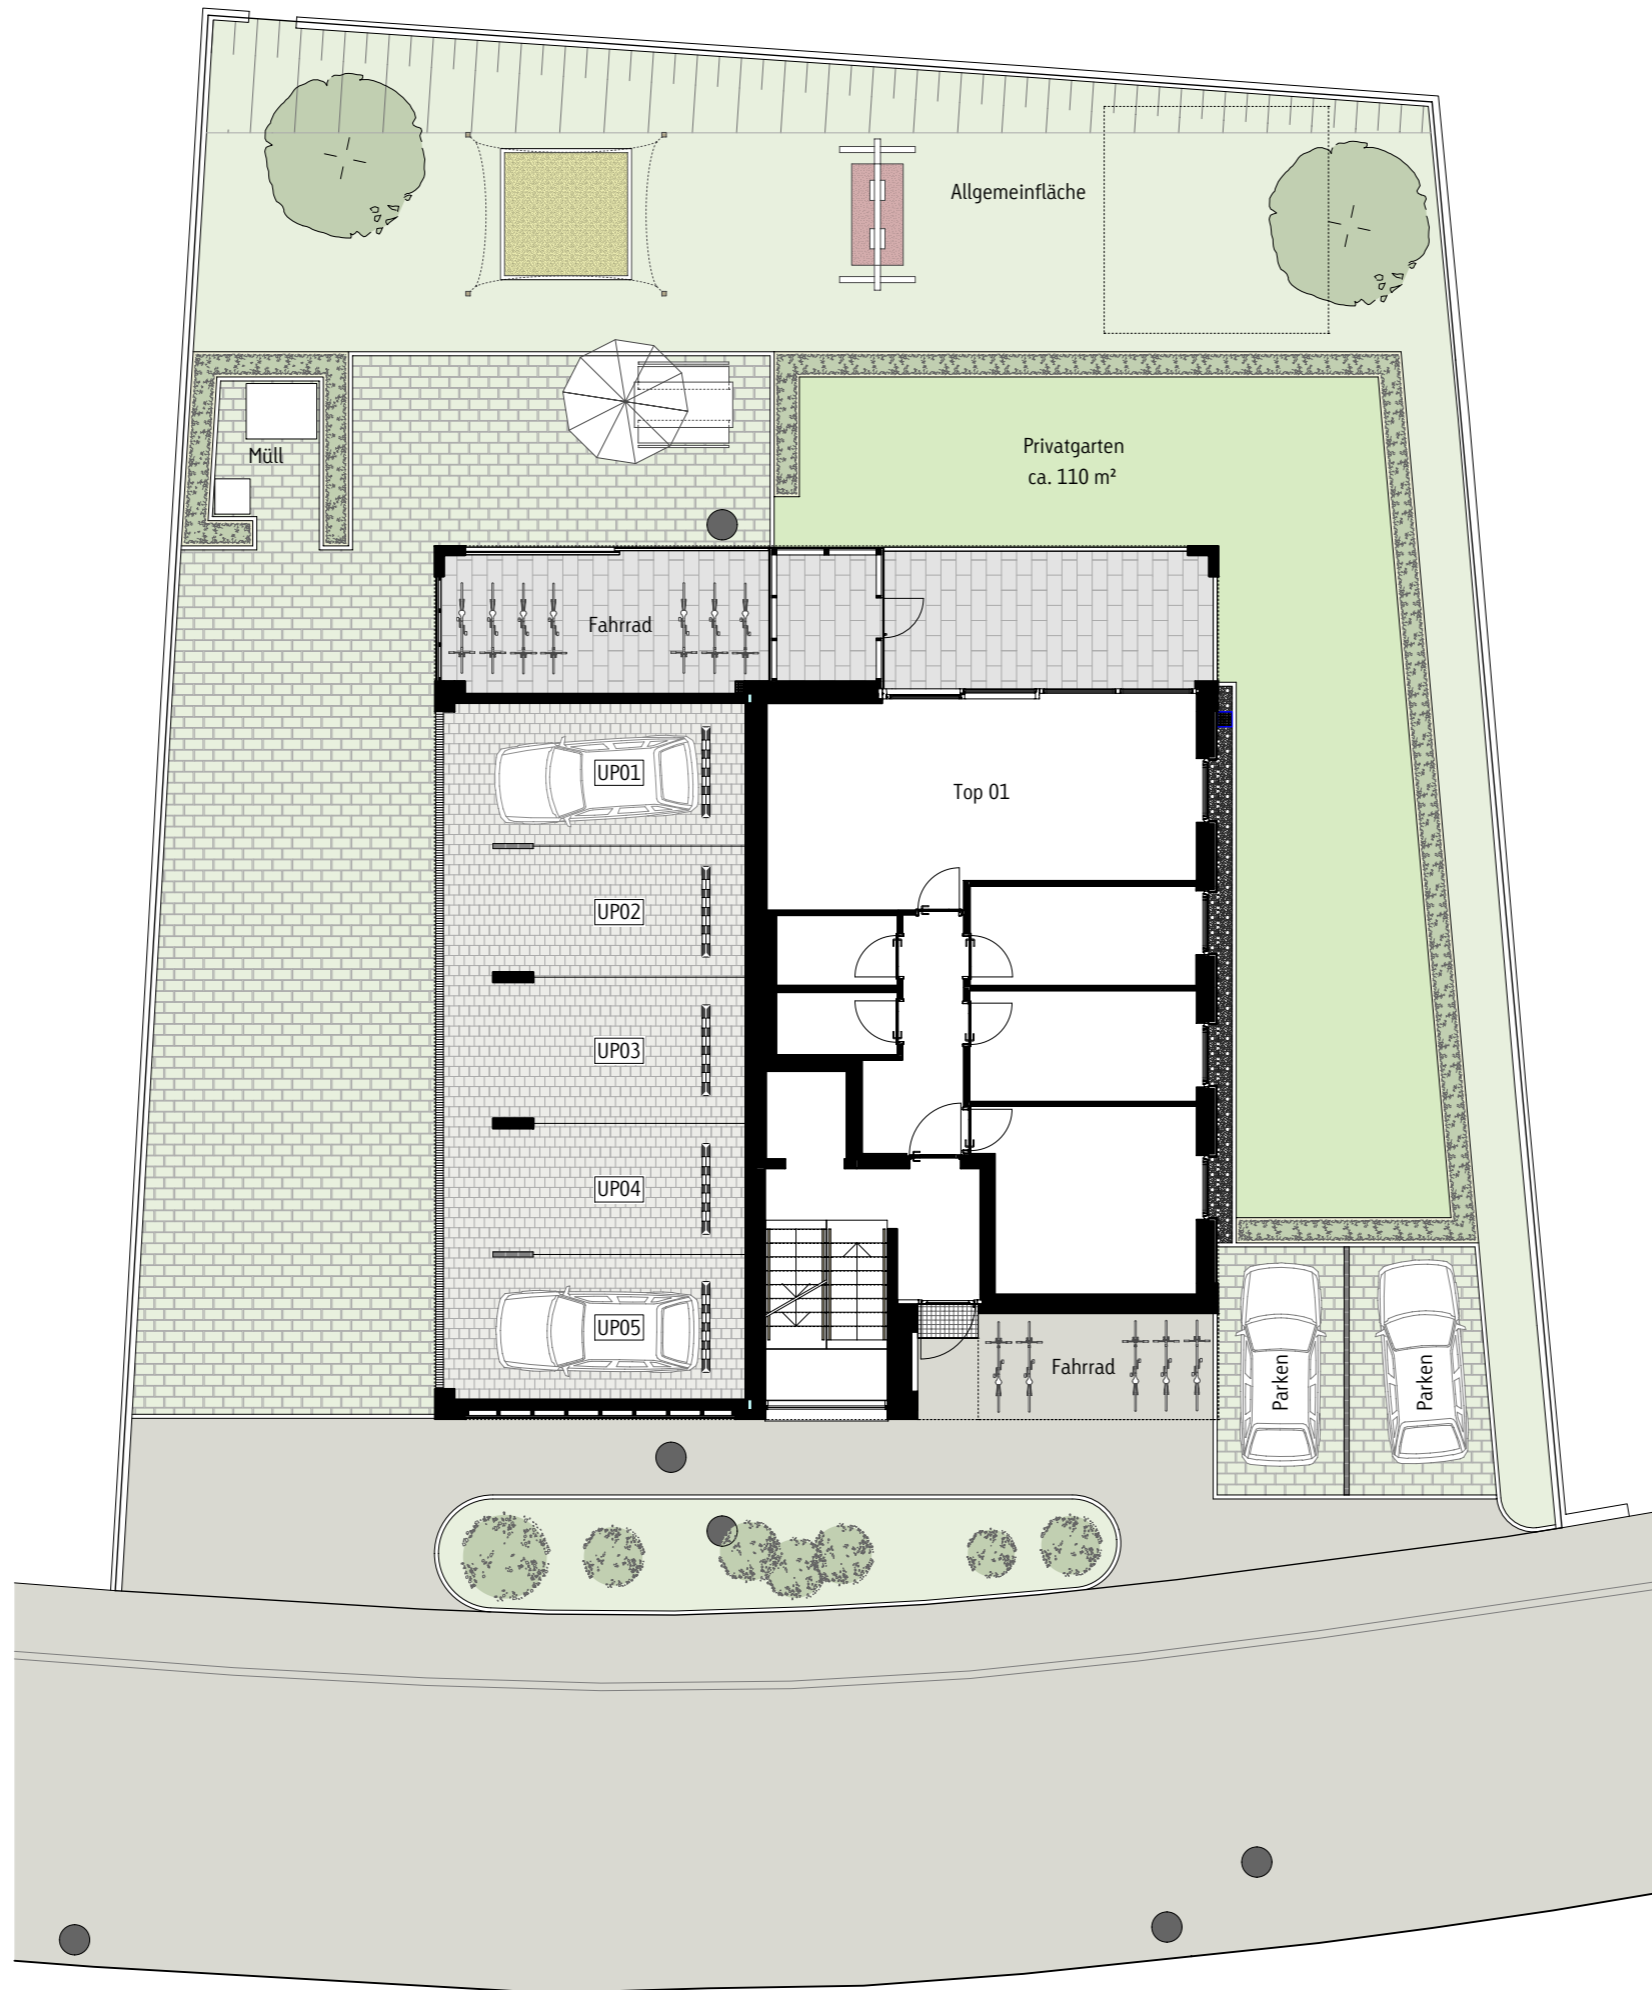 Allgemeinfläche
Privatgarten
ca. 110 m²
Müll
Fahrrad
UP01
Top 01
UP02
UP03
UP04
UP05
Fahrrad
Parken
Parken